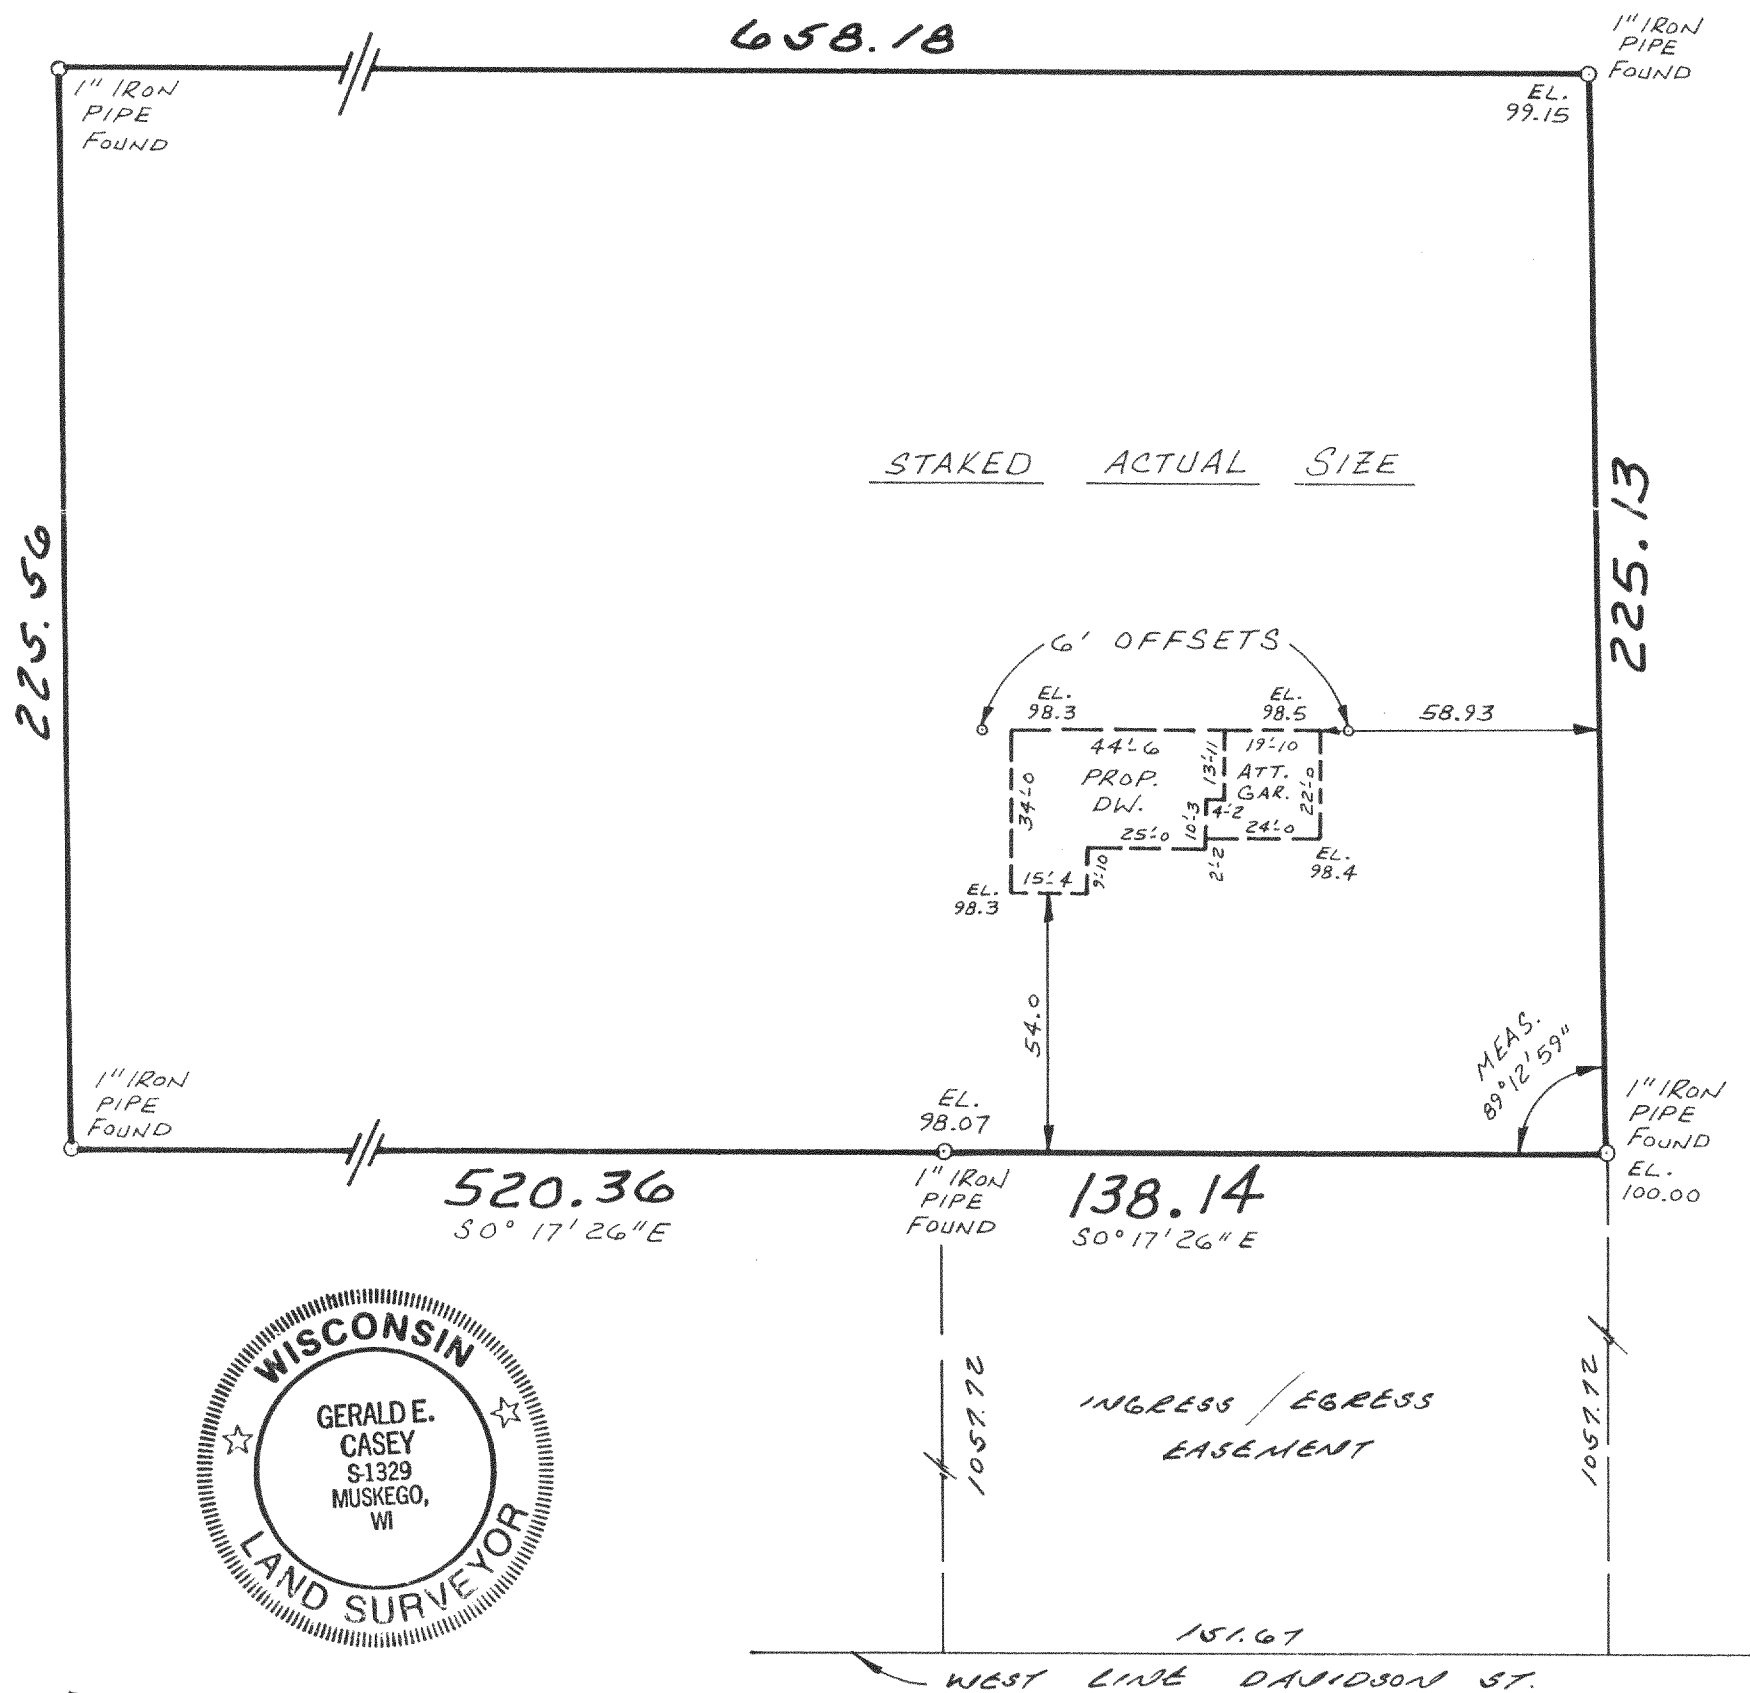 658.18
1" IRON
PIPE
FOUND
1" IRON
PIPE
FOUND
EL.
99.15
STAKED ACTUAL SIZE
225.56
225.13
6' OFFSETS
EL.
98.3
EL.
98.5
58.93
44'-6
19'-10
13'-11
PROP.
DW.
ATT.
GAR.
34'-0
22'-0
10'-3
4'-2
25'-0
24'-0
2'-2
9'-10
15'-4
EL.
98.4
EL.
98.3
54.0
MEAS.
89°12'59"
1" IRON
PIPE
FOUND
EL.
98.07
1" IRON
PIPE
FOUND
EL.
100.00
520.36
S0° 17' 26" E
1" IRON
PIPE
FOUND
138.14
S0° 17' 26" E
WISCONSIN
GERALD E.
CASEY
S-1329
MUSKEGO,
WI
LAND SURVEYOR
1057.72
INGRESS / EGRESS
EASEMENT
1057.72
151.67
WEST LINE DAVIDSON ST.